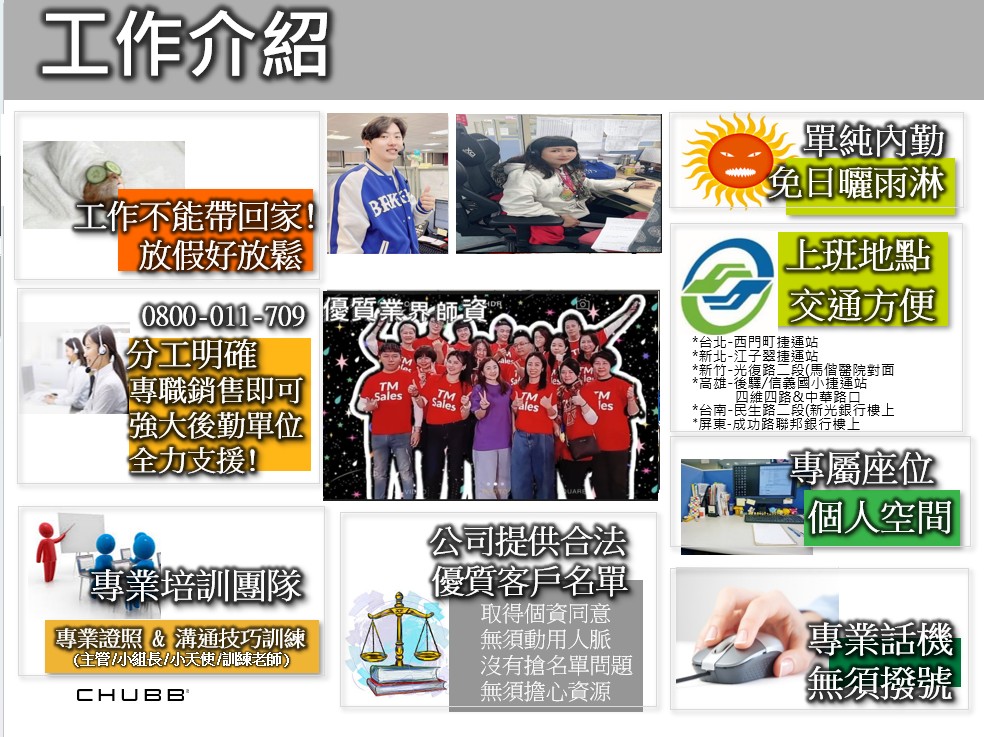 工作介紹
工作不能帶回家!
放假好放鬆
BRK
單純內勤
免日曬雨淋
0800-011-709
分工明確
專職銷售即可
強大後勤單位
全力支援!
優質業界師資
TM
Sales
TM
Sales
TM
Sales
TM
Sales
上班地點
交通方便
*台北-西門町捷運站
*新北-江子翠捷運站
*新竹-光復路二段(馬偕醫院對面
*高雄-後驛/信義國小捷運站
四維四路&中華路口
*台南-民生路二段(新光銀行樓上
*屏東-成功路聯邦銀行樓上
專屬座位
個人空間
專業培訓團隊
專業證照 & 溝通技巧訓練
(主管/小組長/小天使/訓練老師)
CHUBB®
公司提供合法
優質客戶名單
取得個資同意
無須動用人脈
沒有搶名單問題
無須擔心資源
專業話機
無須撥號